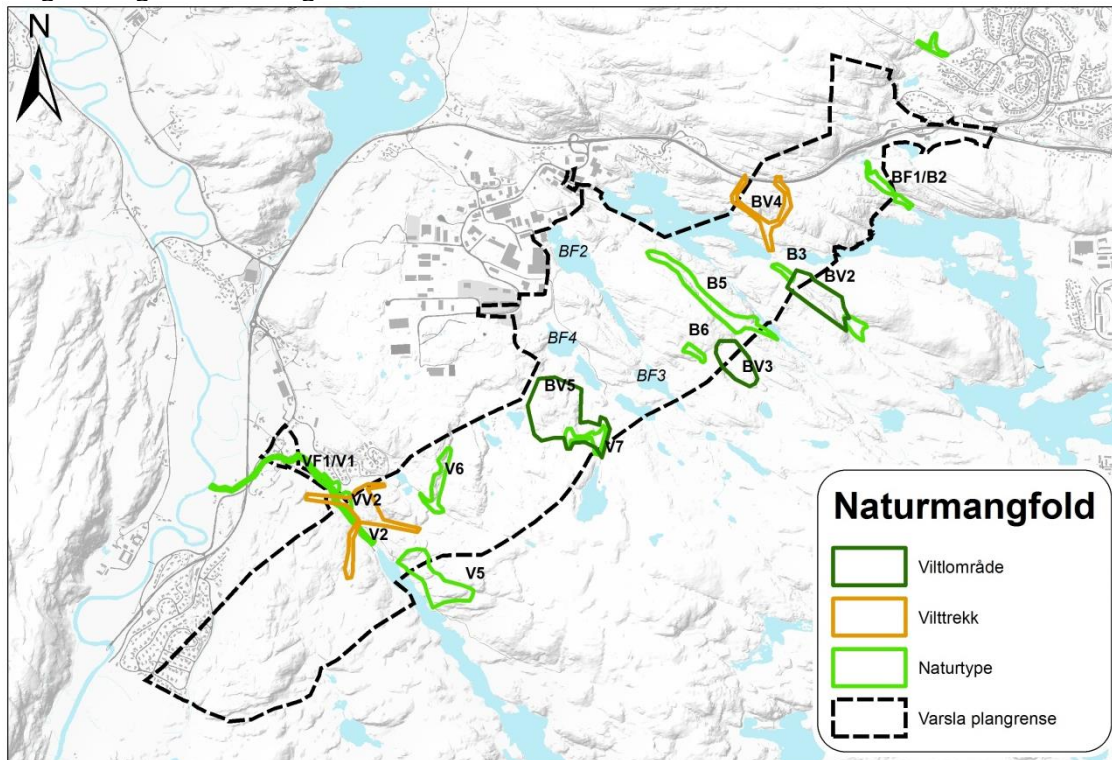 N
BF1/B2
BV4
BF2
B3
BV2
B5
BF4
B6
BF3
BV3
BV5
V7
VF1/V1
V6
VV2
V2
V5
Naturmangfold
Viltlområde
Vilttrekk
Naturtype
Varsla plangrense